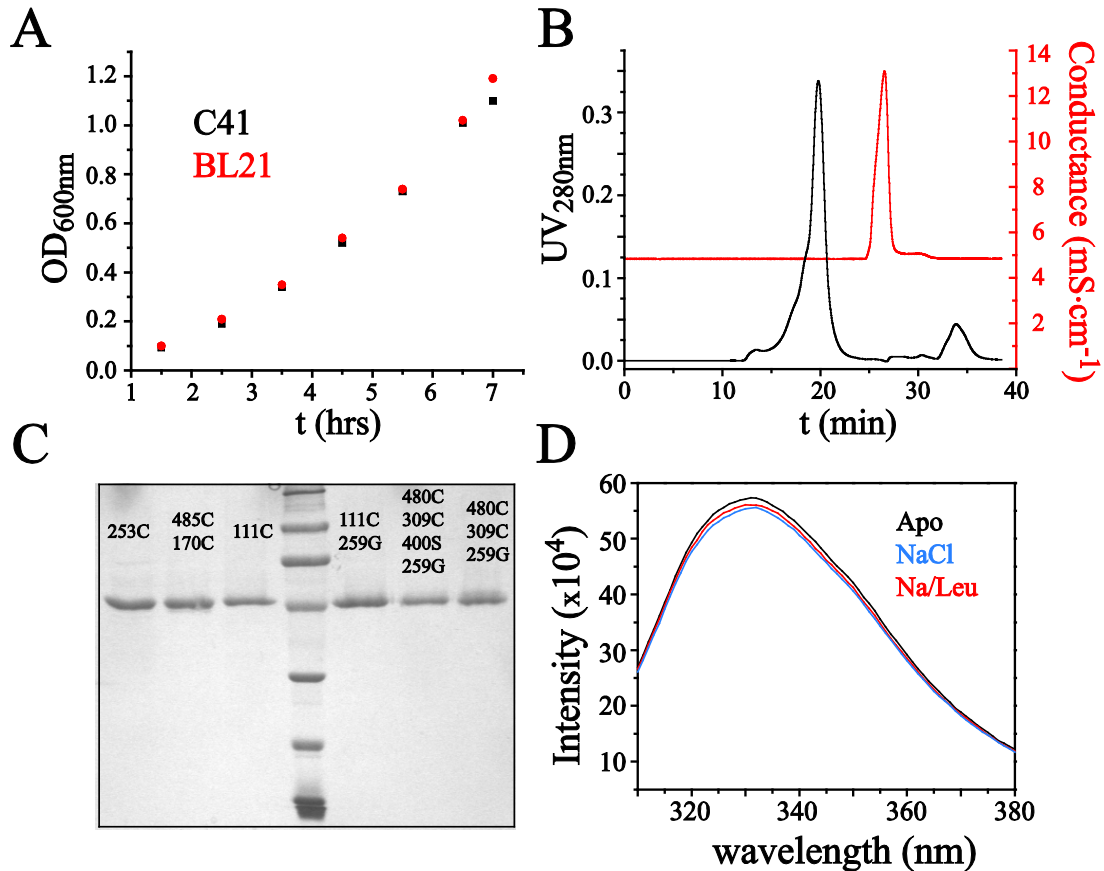 A
OD600nm
1.2
1.0
0.8
0.6
0.4
0.2
0.0
C41
BL21
1 2 3 4 5 6 7
t (hrs)
B
UV280nm
0.3
0.2
0.1
0.0
14
12
10
8
6
4
2
Conductance (mS·cm-1)
0 10 20 30 40
t (min)
C
253C
485C
170C
111C
111C
259G
480C
309C
400S
259G
480C
309C
259G
D
Intensity (x10⁴)
60
50
40
30
20
10
Apo
NaCl
Na/Leu
320 340 360 380
wavelength (nm)